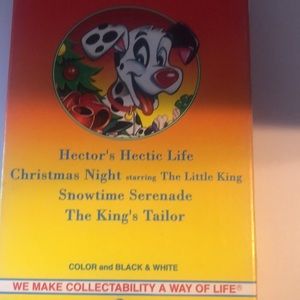 Hector's Hectic Life
Christmas Night starring The Little King
Snowtime Serenade
The King's Tailor
COLOR and BLACK & WHITE
WE MAKE COLLECTABILITY A WAY OF LIFE®